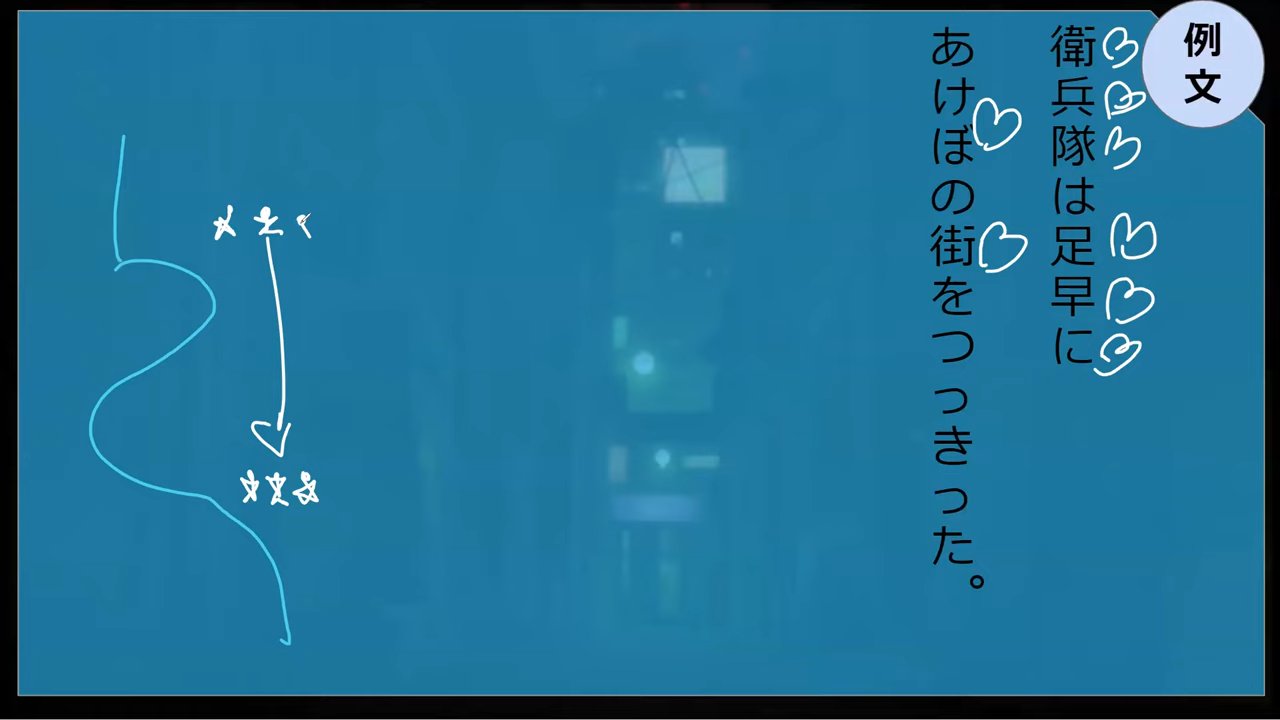 例文
衛兵隊は足早に
あけぼの街をつっきった。